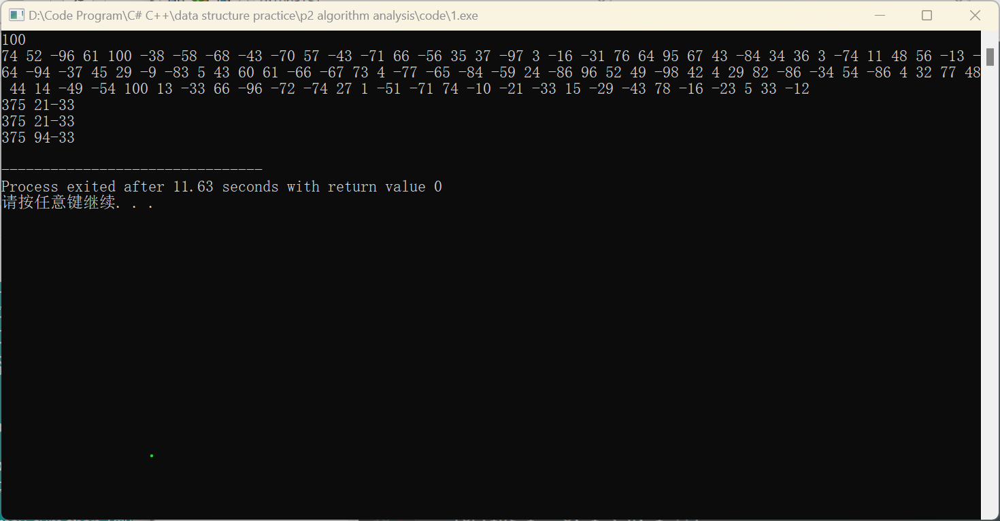 D:\Code Program\C# C++\data structure practice\p2 algorithm analysis\code\1.exe
100
74 52 -96 61 100 -38 -58 -68 -43 -70 57 -43 -71 66 -56 35 37 -97 3 -16 -31 76 64 95 67 43 -84 34 36 3 -74 11 48 56 -13 -
64 -94 -37 45 29 -9 -83 5 43 60 61 -66 -67 73 4 -77 -65 -84 -59 24 -86 96 52 49 -98 42 4 29 82 -86 -34 54 -86 4 32 77 48
44 14 -49 -54 100 13 -33 66 -96 -72 -74 27 1 -51 -71 74 -10 -21 -33 15 -29 -43 78 -16 -23 5 33 -12
375 21-33
375 21-33
375 94-33
--------------------------------
Process exited after 11.63 seconds with return value 0
请按任意键继续. . .